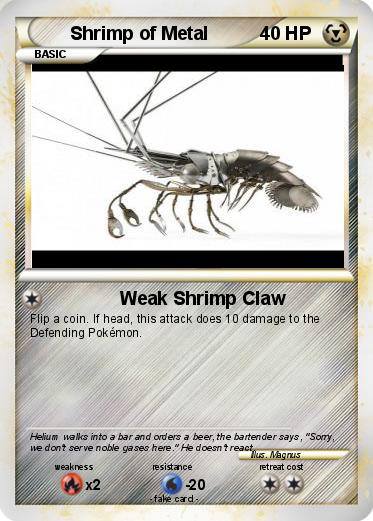 Shrimp of Metal 40 HP
BASIC
Weak Shrimp Claw
Flip a coin. If head, this attack does 10 damage to the
Defending Pokémon.
Helium walks into a bar and orders a beer, the bartender says, "Sorry,
we don't serve noble gases here." He doesn't react.
Illus. Magnus
weakness resistance retreat cost
x2 -20
- fake card -